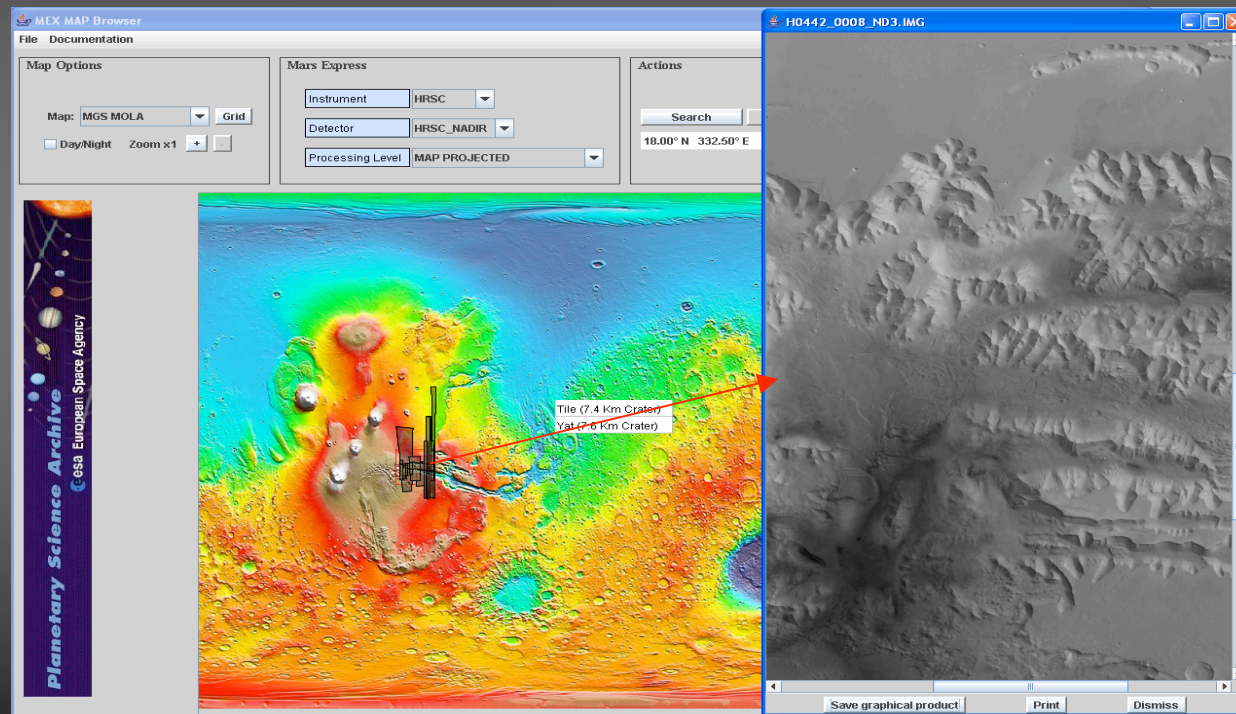 MEX MAP Browser
File Documentation
Map Options
Map: MGS MOLA Grid
Day/Night Zoom x1 + -
Mars Express
Instrument HRSC
Detector HRSC_NADIR
Processing Level MAP PROJECTED
Actions
Search
18.00° N 332.50° E
Planetary Science Archive
esa European Space Agency
Tile (7.4 Km Crater)
Yat (7.6 Km Crater)
H0442_0008_ND3.IMG
Save graphical product Print Dismiss